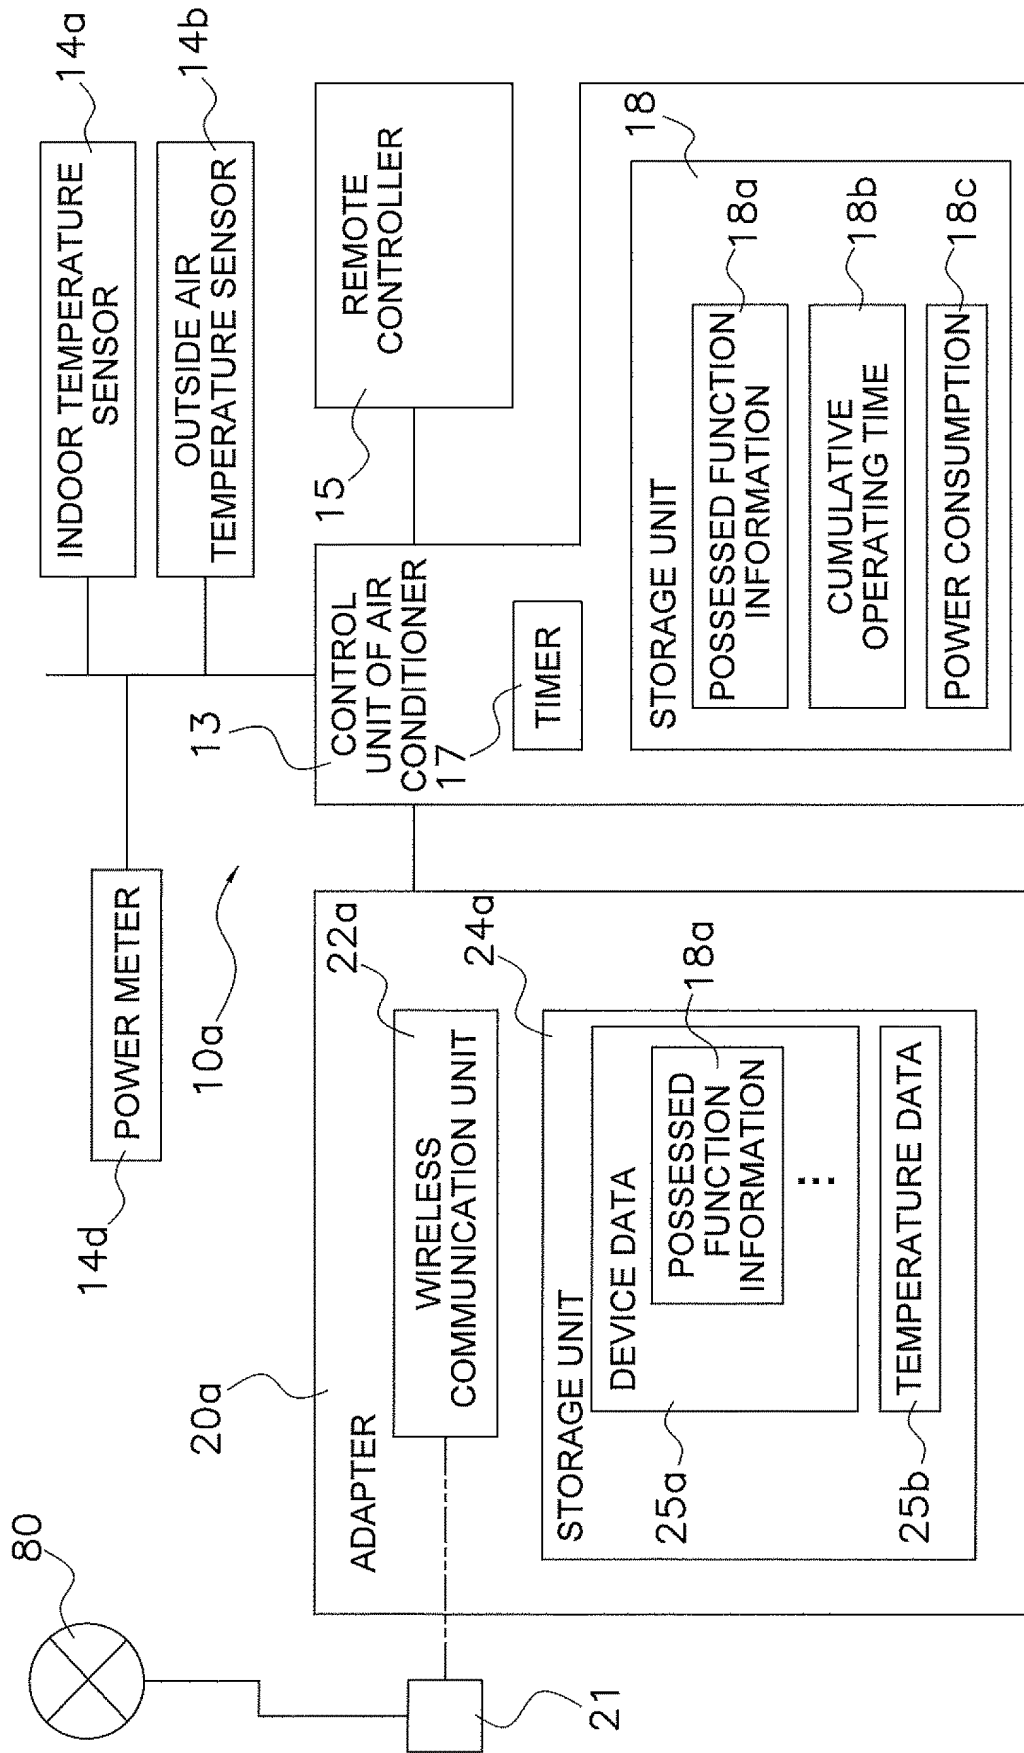 80
21
ADAPTER
20a
WIRELESS
COMMUNICATION UNIT
22a
STORAGE UNIT
24a
DEVICE DATA
25a
POSSESSED
FUNCTION
INFORMATION
18a
...
TEMPERATURE DATA
25b
10a
POWER METER
14d
INDOOR TEMPERATURE
SENSOR
14a
OUTSIDE AIR
TEMPERATURE SENSOR
14b
13
CONTROL
UNIT OF AIR
CONDITIONER
17
TIMER
15
REMOTE
CONTROLLER
STORAGE UNIT
18
POSSESSED FUNCTION
INFORMATION
18a
CUMULATIVE
OPERATING TIME
18b
POWER CONSUMPTION
18c